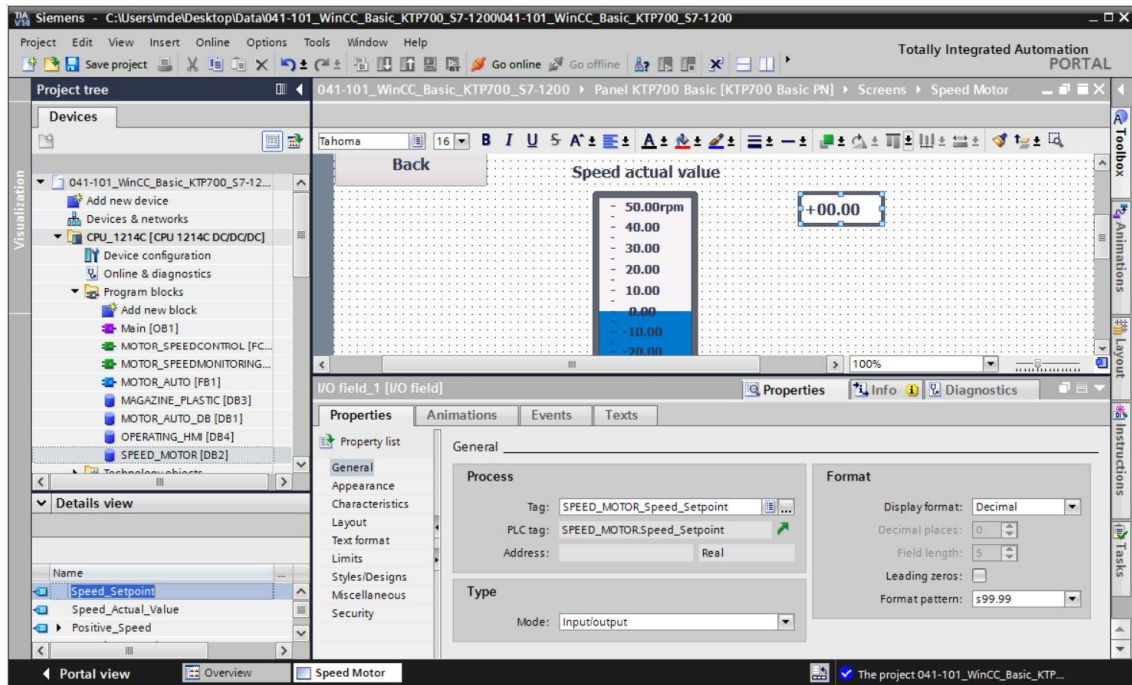 TIA V14 Siemens - C:\Users\mde\Desktop\Data\041-101_WinCC_Basic_KTP700_S7-1200\041-101_WinCC_Basic_KTP700_S7-1200
Project Edit View Insert Online Options Tools Window Help
Totally Integrated Automation
PORTAL
Save project Go online Go offline
Project tree
041-101_WinCC_Basic_KTP700_S7-1200 Panel KTP700 Basic [KTP700 Basic PN] Screens Speed Motor
Devices
Visualization
041-101_WinCC_Basic_KTP700_S7-12...
Add new device
Devices & networks
CPU_1214C [CPU 1214C DC/DC/DC]
Device configuration
Online & diagnostics
Program blocks
Add new block
Main [OB1]
MOTOR_SPEEDCONTROL [FC...
MOTOR_SPEEDMONITORING...
MOTOR_AUTO [FB1]
MAGAZINE_PLASTIC [DB3]
MOTOR_AUTO_DB [DB1]
OPERATING_HMI [DB4]
SPEED_MOTOR [DB2]
Technology objects
Details view
Name ...
Speed_Setpoint
Speed_Actual_Value
Positive_Speed
Tahoma 16 B I U S A A
Back
Speed actual value
50.00rpm
40.00
30.00
20.00
10.00
0.00
-10.00
-20.00
+00.00
100%
I/O field_1 [I/O field]
Properties Info Diagnostics
Properties Animations Events Texts
Property list
General
Appearance
Characteristics
Layout
Text format
Limits
Styles/Designs
Miscellaneous
Security
General
Process
Tag: SPEED_MOTOR_Speed_Setpoint ...
PLC tag: SPEED_MOTOR.Speed_Setpoint
Address: Real
Type
Mode: Input/output
Format
Display format: Decimal
Decimal places: 0
Field length: 5
Leading zeros:
Format pattern: s99.99
Toolbox
Animations
Layout
Instructions
Tasks
Portal view Overview Speed Motor The project 041-101_WinCC_Basic_KTP...